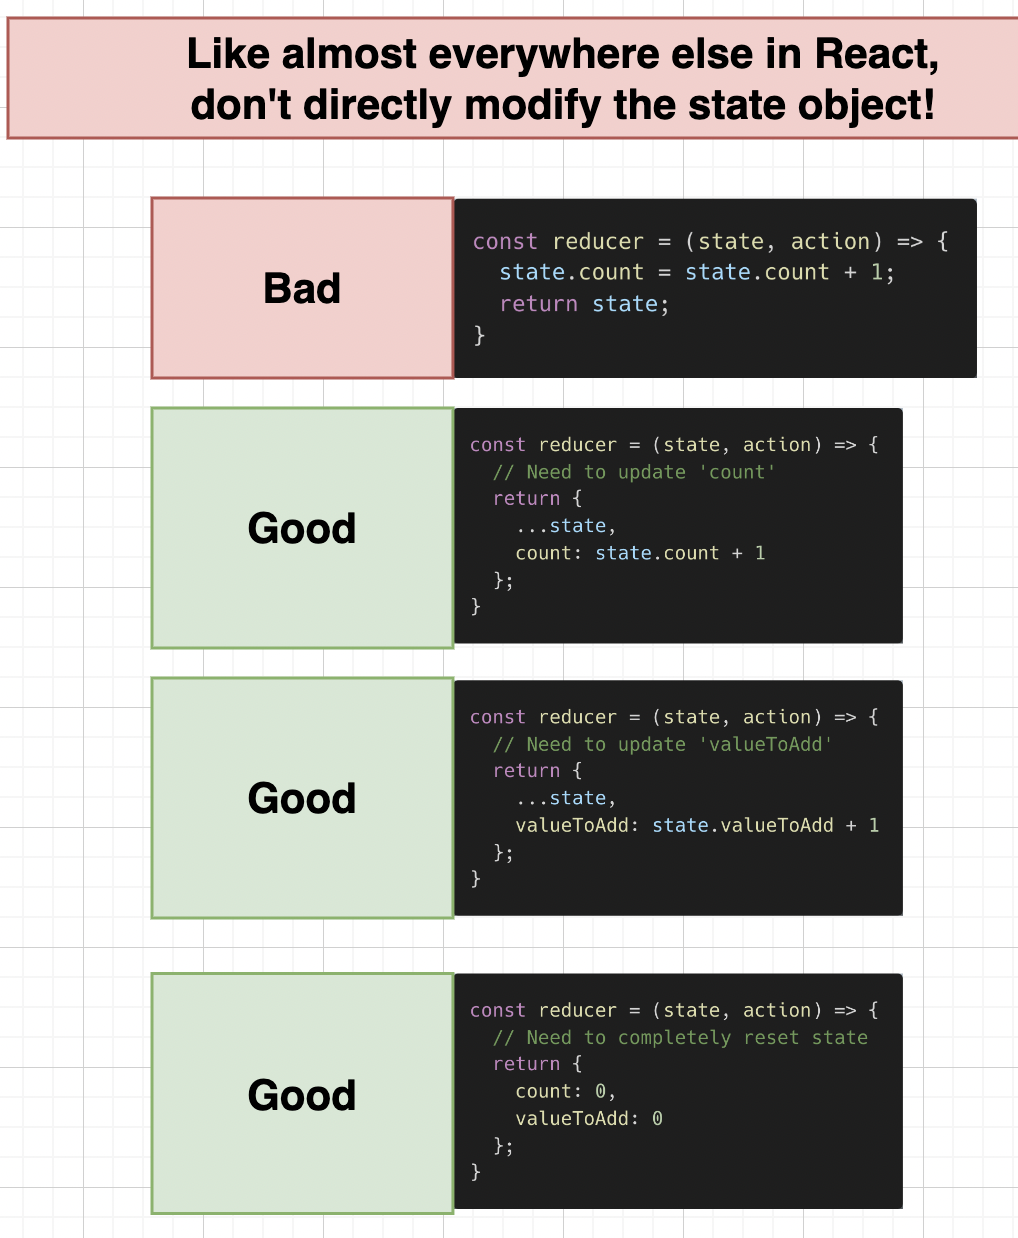 Like almost everywhere else in React,
don't directly modify the state object!
Bad
const reducer = (state, action) => {
  state.count = state.count + 1;
  return state;
}
Good
const reducer = (state, action) => {
  // Need to update 'count'
  return {
    ...state,
    count: state.count + 1
  };
}
Good
const reducer = (state, action) => {
  // Need to update 'valueToAdd'
  return {
    ...state,
    valueToAdd: state.valueToAdd + 1
  };
}
Good
const reducer = (state, action) => {
  // Need to completely reset state
  return {
    count: 0,
    valueToAdd: 0
  };
}